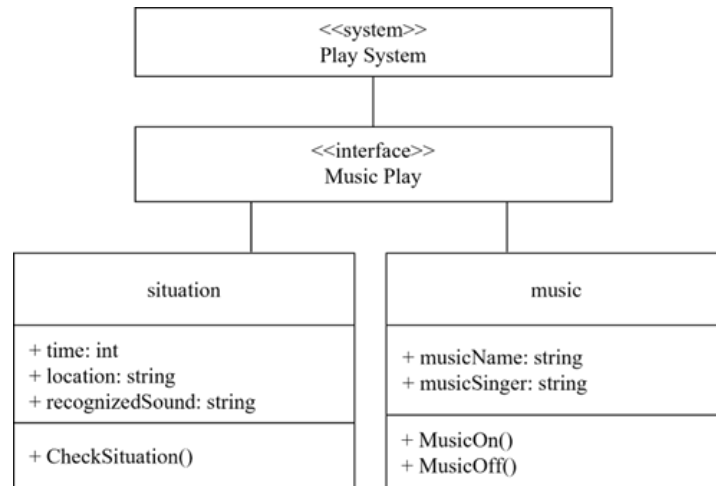 <<system>>
Play System
<<interface>>
Music Play
situation
+ time: int
+ location: string
+ recognizedSound: string
+ CheckSituation()
music
+ musicName: string
+ musicSinger: string
+ MusicOn()
+ MusicOff()